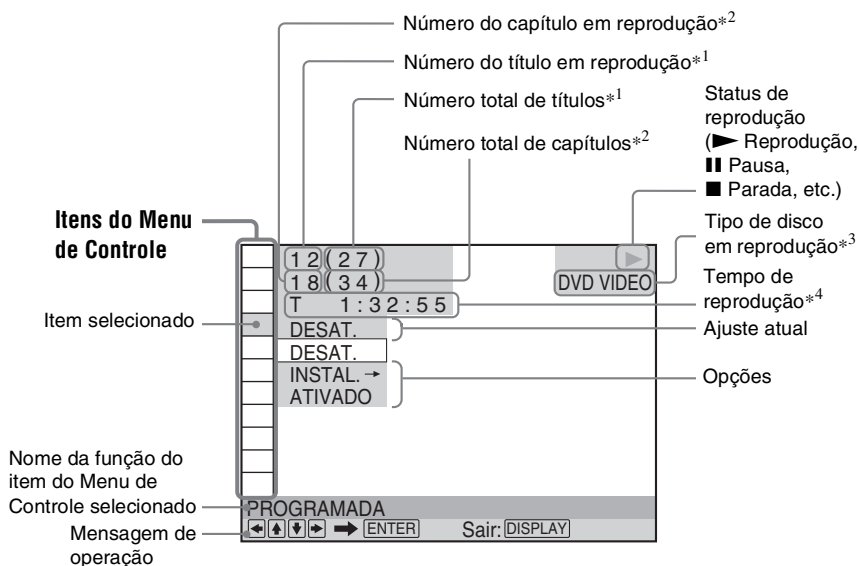 Número do capítulo em reprodução*2
Número do título em reprodução*1
Número total de títulos*1
Número total de capítulos*2
Status de
reprodução
(► Reprodução,
❚❚ Pausa,
■ Parada, etc.)
Tipo de disco
em reprodução*3
Tempo de
reprodução*4
Ajuste atual
Opções
Itens do Menu
de Controle
Item selecionado
Nome da função do
item do Menu de
Controle selecionado
Mensagem de
operação
12(27)
18(34)
T 1:32:55
DVD VIDEO
DESAT.
DESAT.
INSTAL. →
ATIVADO
PROGRAMADA
← ↑ ↓ → ➡ ENTER Sair: DISPLAY